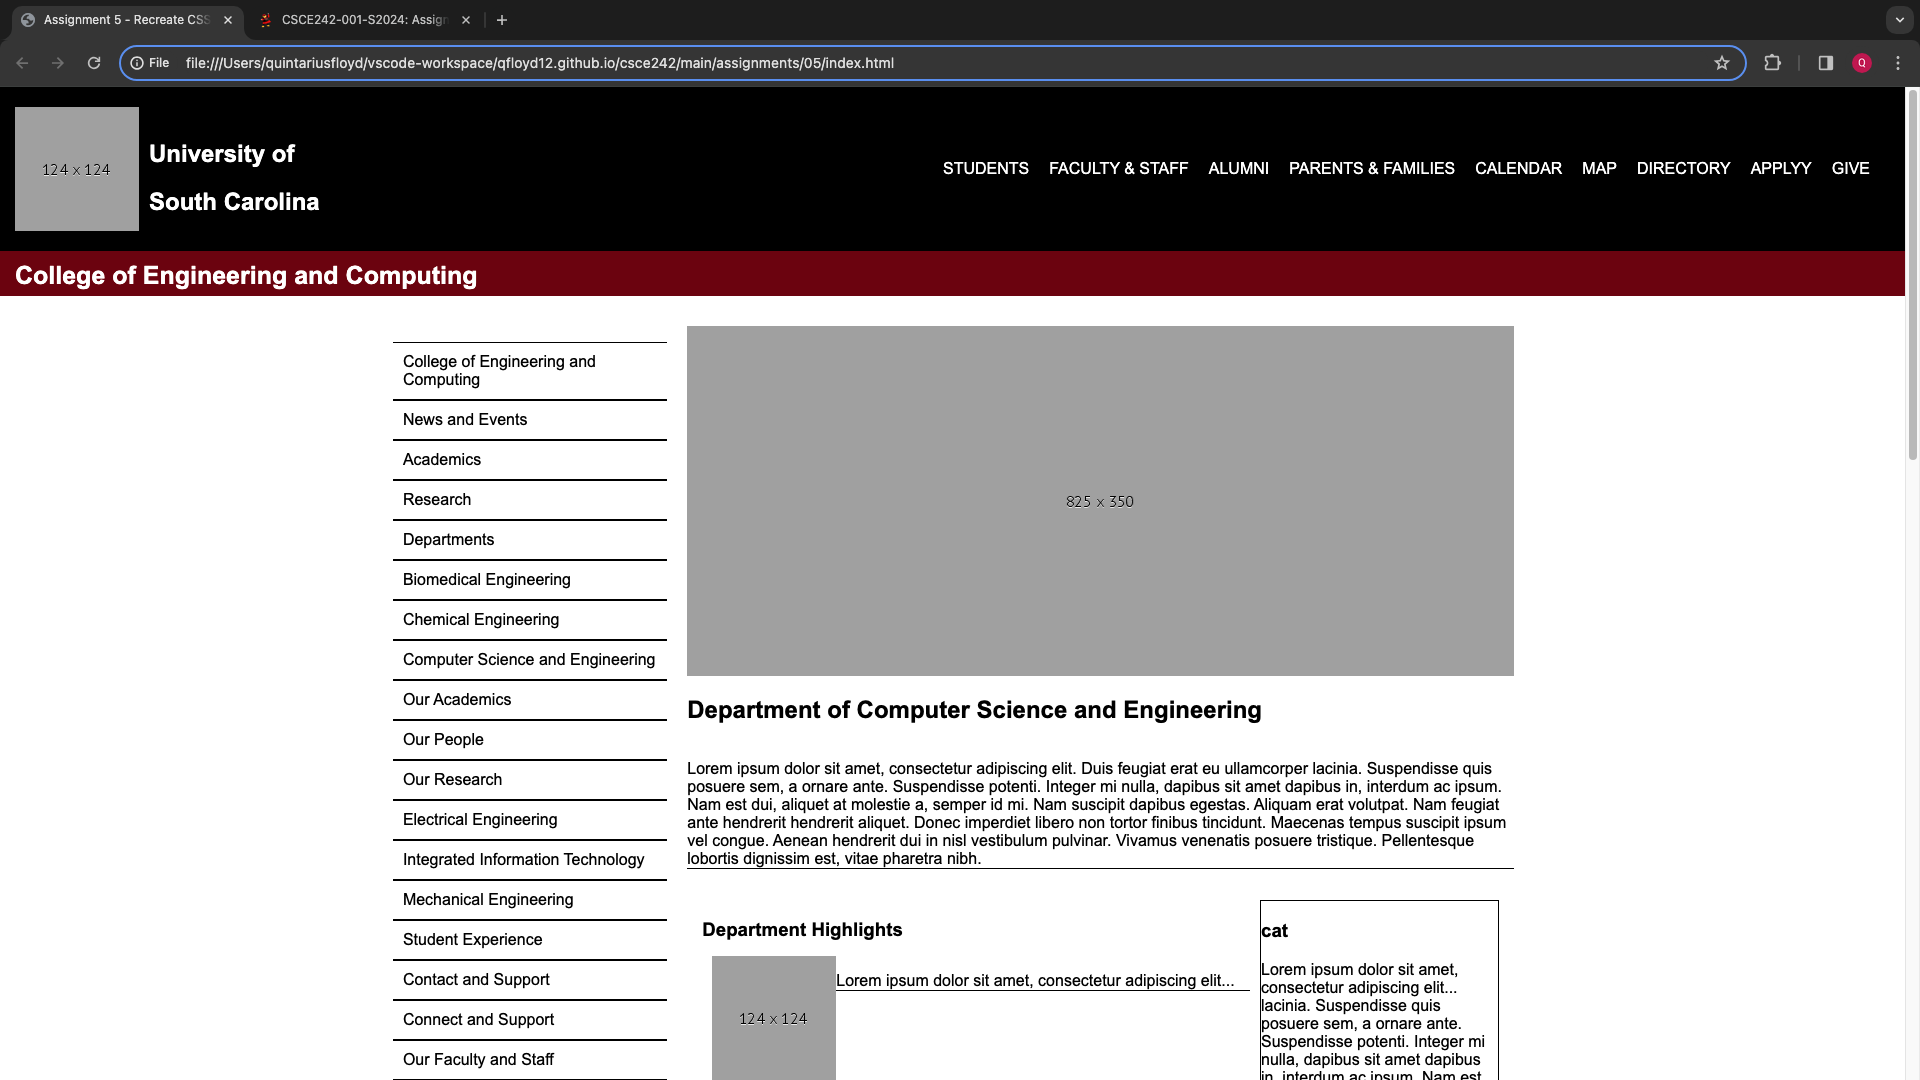 Assignment 5 - Recreate CSS
CSCE242-001-S2024: Assign
File file:///Users/quintariusfloyd/vscode-workspace/qfloyd12.github.io/csce242/main/assignments/05/index.html
Q
124 x 124
University of
South Carolina
STUDENTS FACULTY & STAFF ALUMNI PARENTS & FAMILIES CALENDAR MAP DIRECTORY APPLYY GIVE
College of Engineering and Computing
College of Engineering and
Computing
News and Events
Academics
Research
Departments
Biomedical Engineering
Chemical Engineering
Computer Science and Engineering
Our Academics
Our People
Our Research
Electrical Engineering
Integrated Information Technology
Mechanical Engineering
Student Experience
Contact and Support
Connect and Support
Our Faculty and Staff
825 x 350
Department of Computer Science and Engineering
Lorem ipsum dolor sit amet, consectetur adipiscing elit. Duis feugiat erat eu ullamcorper lacinia. Suspendisse quis
posuere sem, a ornare ante. Suspendisse potenti. Integer mi nulla, dapibus sit amet dapibus in, interdum ac ipsum.
Nam est dui, aliquet at molestie a, semper id mi. Nam suscipit dapibus egestas. Aliquam erat volutpat. Nam feugiat
ante hendrerit hendrerit aliquet. Donec imperdiet libero non tortor finibus tincidunt. Maecenas tempus suscipit ipsum
vel congue. Aenean hendrerit dui in nisl vestibulum pulvinar. Vivamus venenatis posuere tristique. Pellentesque
lobortis dignissim est, vitae pharetra nibh.
Department Highlights
124 x 124
Lorem ipsum dolor sit amet, consectetur adipiscing elit...
cat
Lorem ipsum dolor sit amet,
consectetur adipiscing elit...
lacinia. Suspendisse quis
posuere sem, a ornare ante.
Suspendisse potenti. Integer mi
nulla, dapibus sit amet dapibus
in, interdum ac ipsum. Nam est